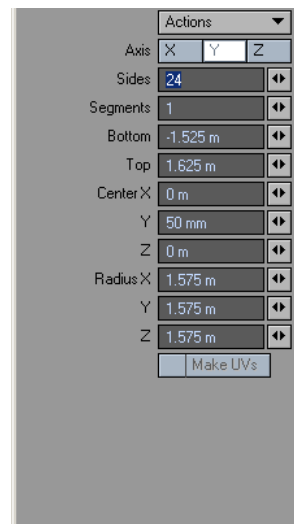 Actions
Axis X Y Z
Sides 24
Segments 1
Bottom -1.525 m
Top 1.625 m
Center X 0 m
Y 50 mm
Z 0 m
Radius X 1.575 m
Y 1.575 m
Z 1.575 m
Make UVs